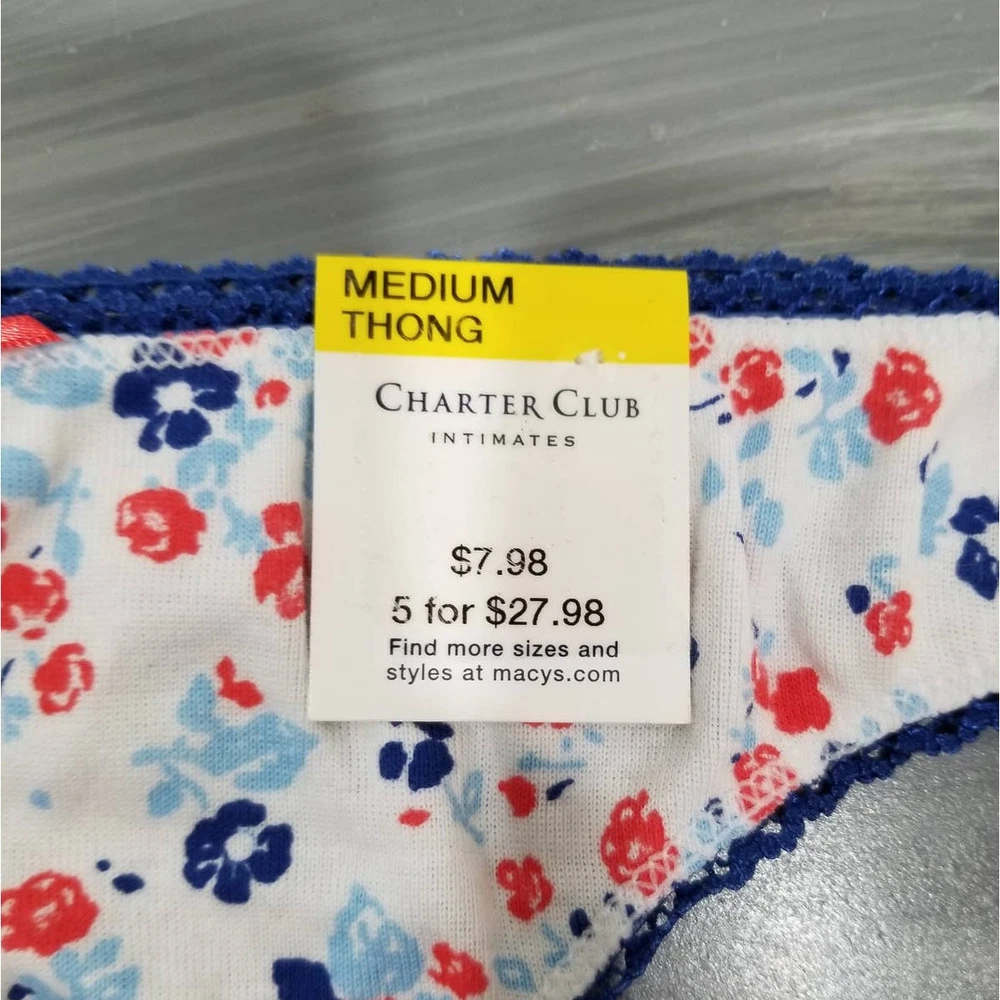 MEDIUM
THONG
CHARTER CLUB
INTIMATES
$7.98
5 for $27.98
Find more sizes and
styles at macys.com